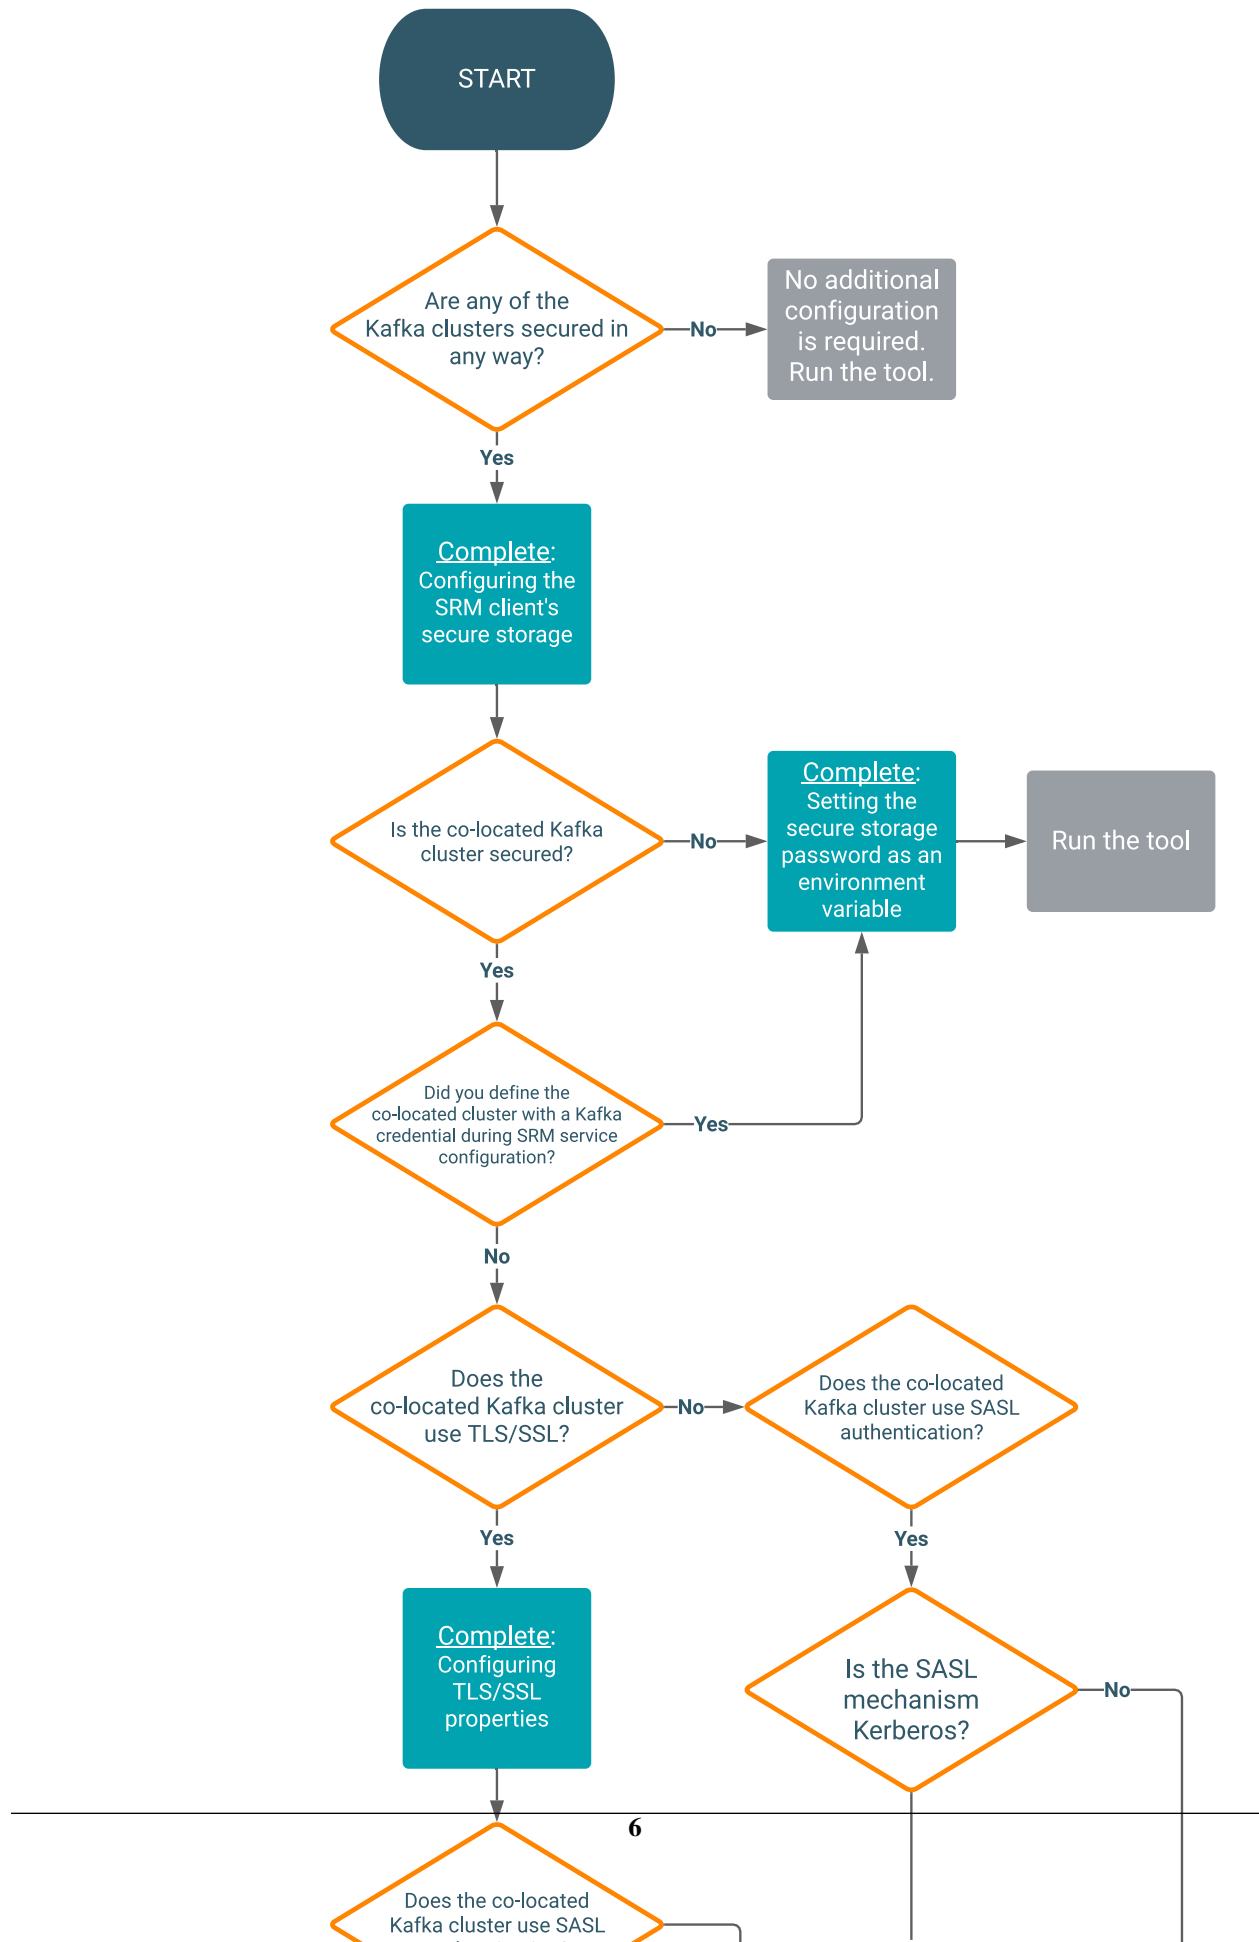 START
Are any of the
Kafka clusters secured in
any way?
No
No additional
configuration
is required.
Run the tool.
Yes
Complete:
Configuring the
SRM client's
secure storage
Is the co-located Kafka
cluster secured?
No
Complete:
Setting the
secure storage
password as an
environment
variable
Run the tool
Yes
Did you define the
co-located cluster with a Kafka
credential during SRM service
configuration?
Yes
No
Does the
co-located Kafka cluster
use TLS/SSL?
No
Does the co-located
Kafka cluster use SASL
authentication?
Yes
Yes
Complete:
Configuring
TLS/SSL
properties
Is the SASL
mechanism
Kerberos?
No
6
Does the co-located
Kafka cluster use SASL